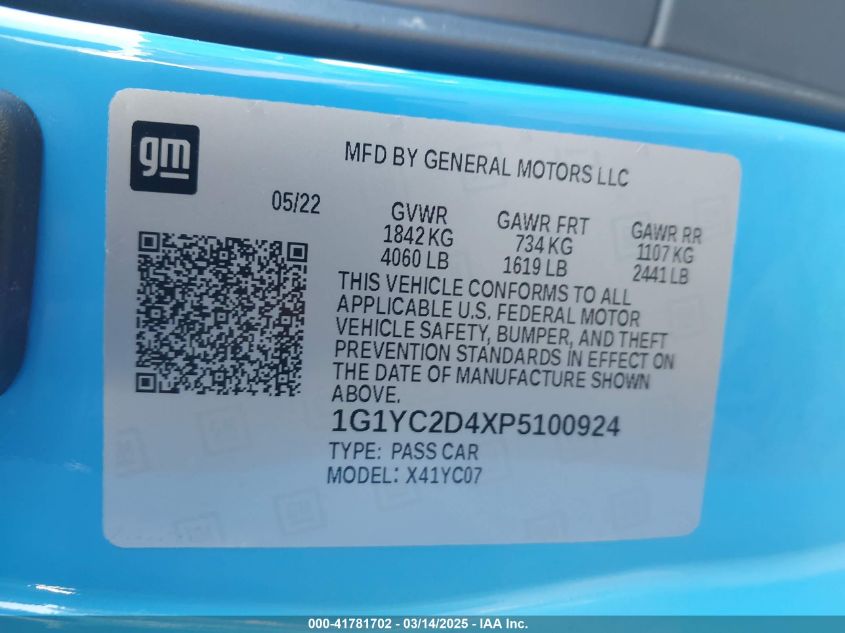 gm
MFD BY GENERAL MOTORS LLC
05/22
GVWR
1842 KG
4060 LB
GAWR FRT
734 KG
1619 LB
GAWR RR
1107 KG
2441 LB
THIS VEHICLE CONFORMS TO ALL
APPLICABLE U.S. FEDERAL MOTOR
VEHICLE SAFETY, BUMPER, AND THEFT
PREVENTION STANDARDS IN EFFECT ON
THE DATE OF MANUFACTURE SHOWN
ABOVE.
1G1YC2D4XP5100924
TYPE: PASS CAR
MODEL: X41YC07
000-41781702 - 03/14/2025 - IAA, Inc.